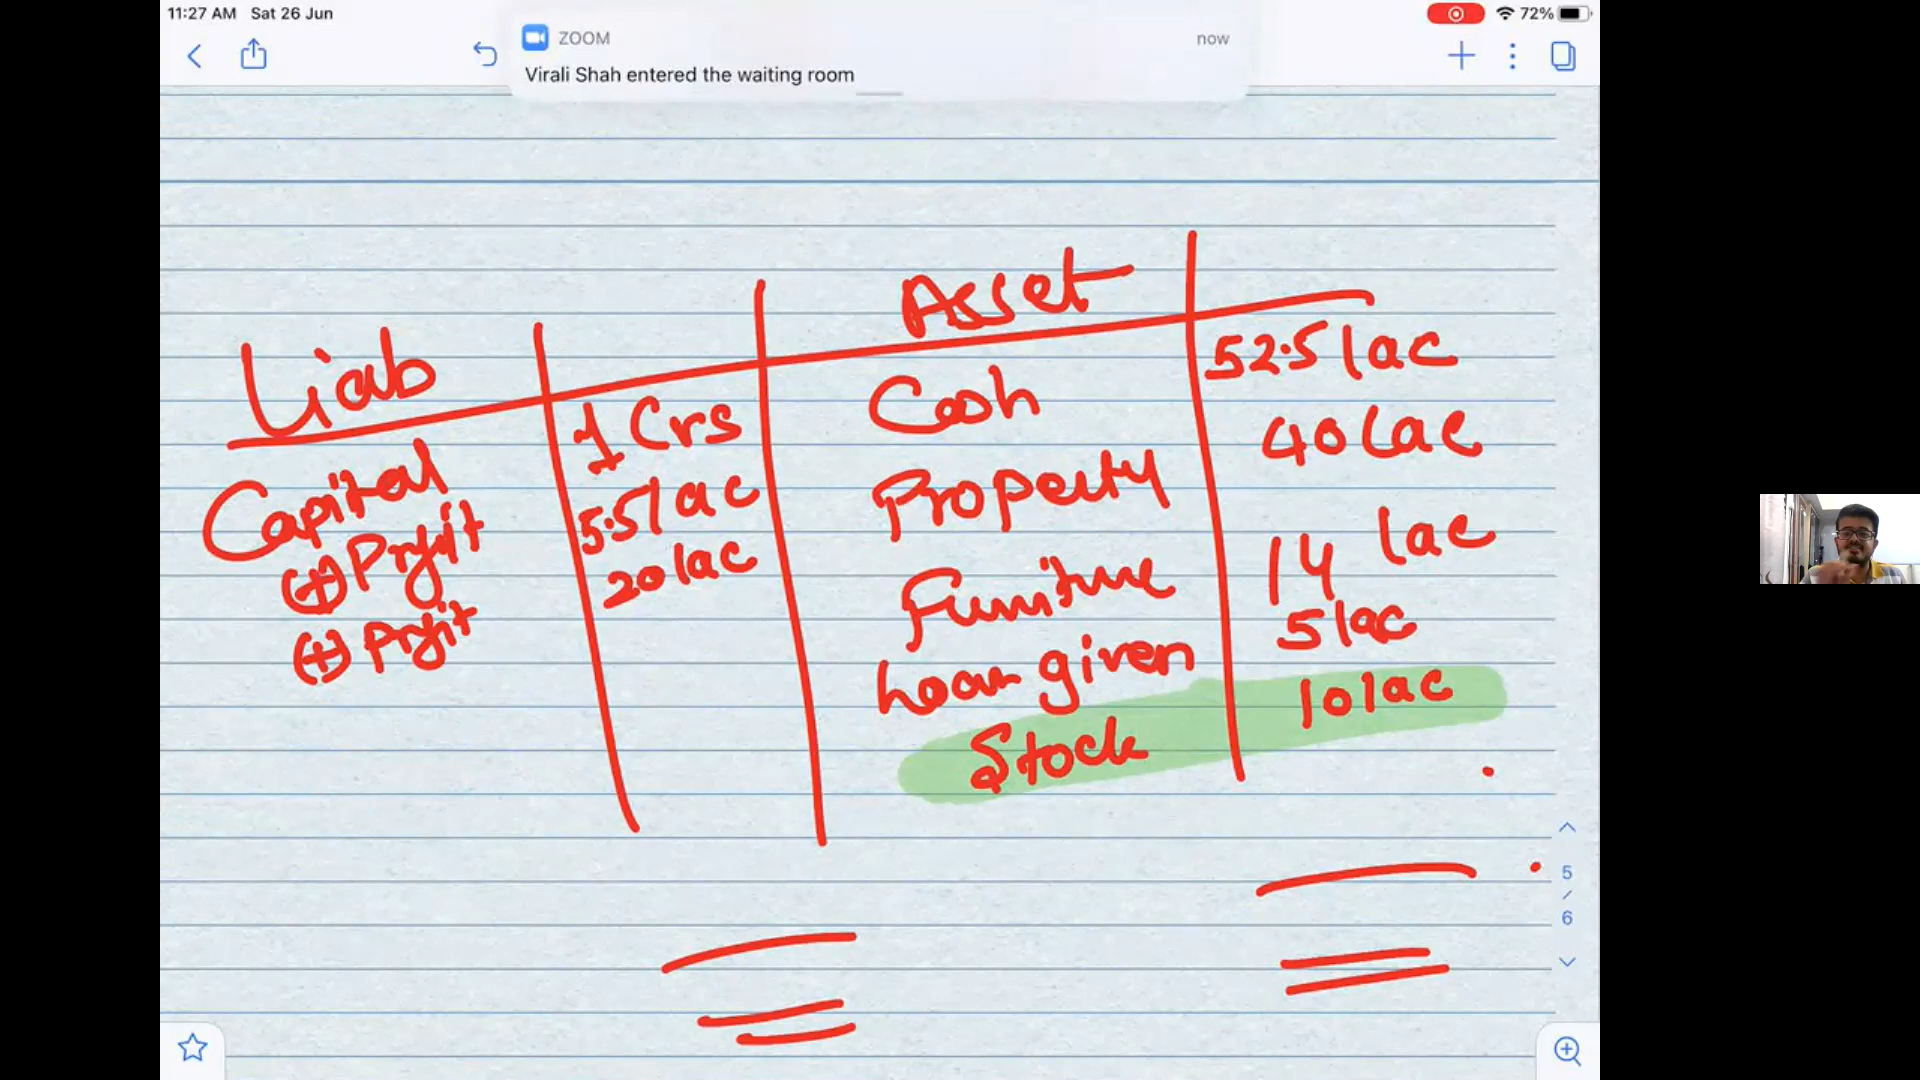 11:27 AM Sat 26 Jun
72%
ZOOM
now
Virali Shah entered the waiting room
Liab
Asset
Capital 1 Crs
Cash 52.5 lac
(+) Profit 5.5 lac
Property 40 lac
(+) Profit 20 lac
Furniture 14 lac
Loan given 5 lac
Stock 10 lac
5
/
6